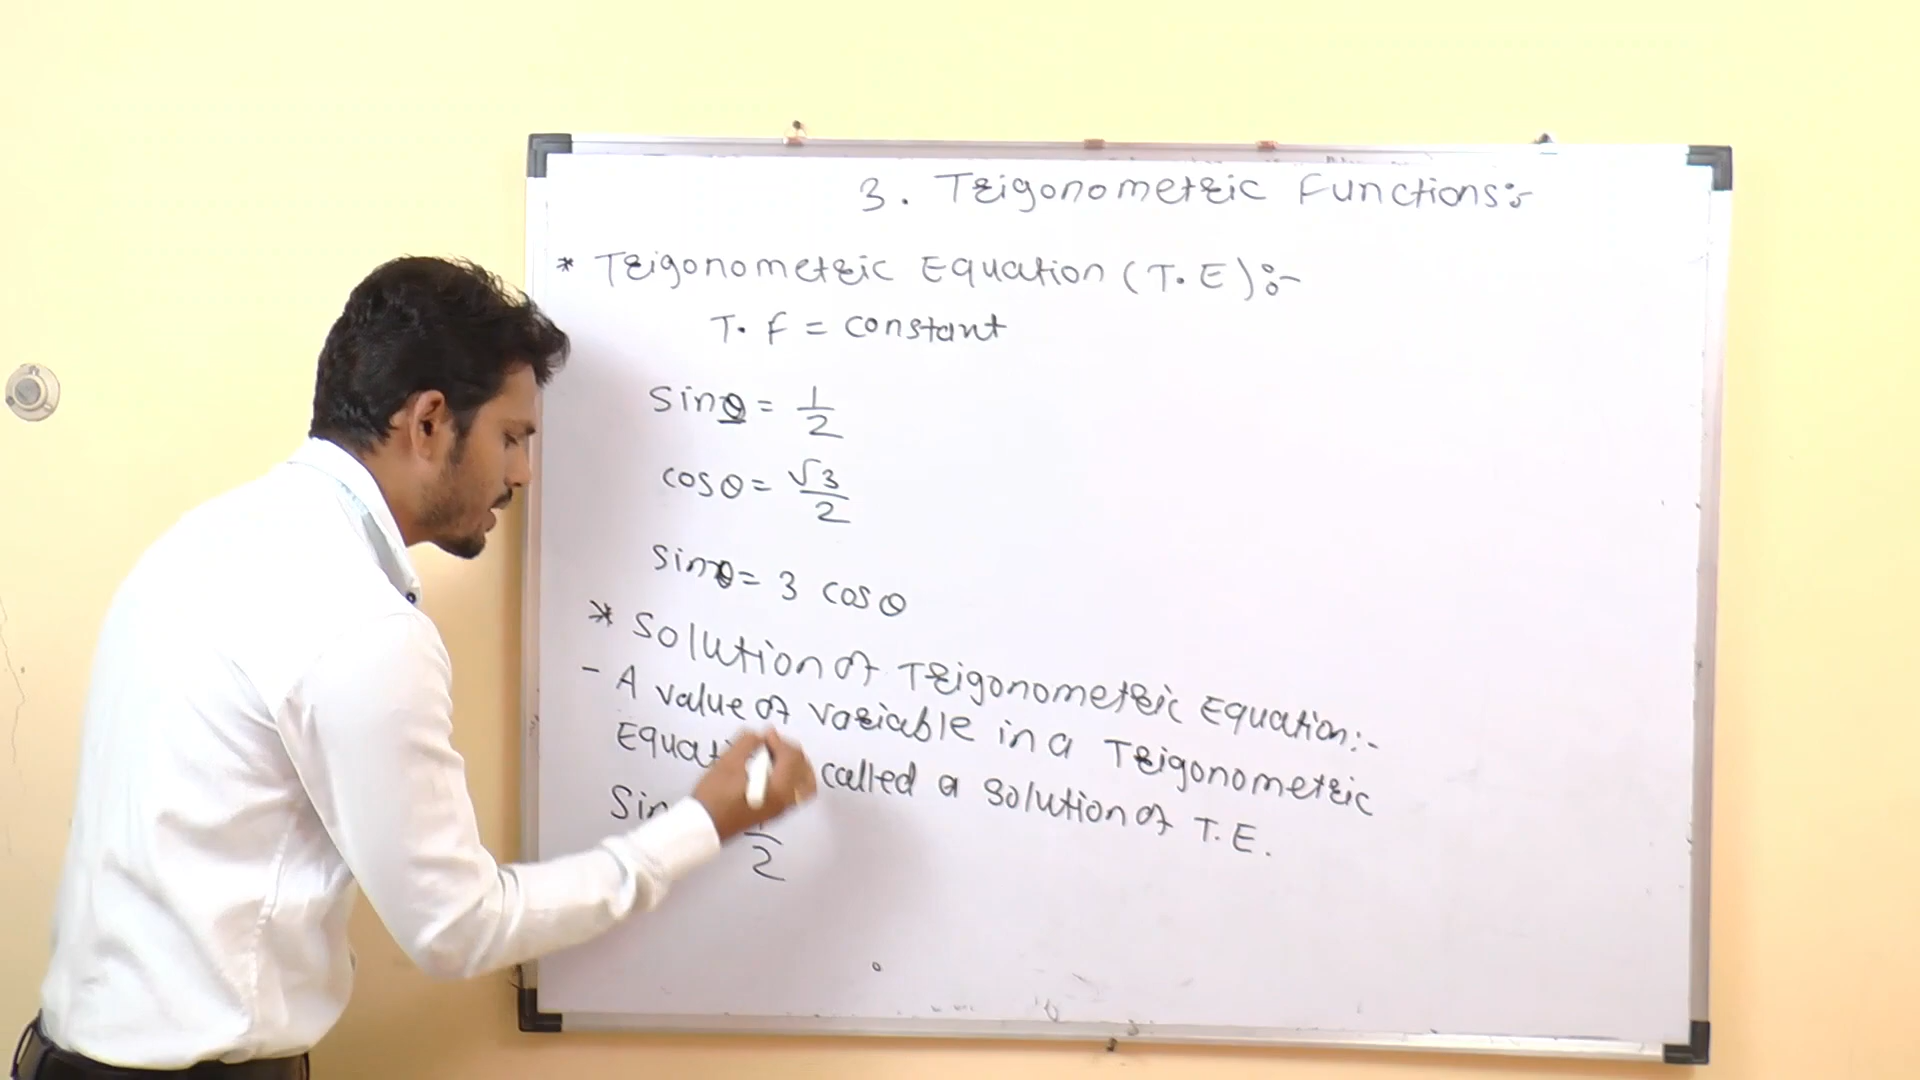 3. Trigonometric Functions:-
* Trigonometric Equation (T.E):-
T. F = constant
sinθ = 1/2
cosθ = √3/2
sinθ = 3 cosθ
* Solution of Trigonometric Equation:-
- A value of variable in a Trigonometric
called a solution of T.E.
2